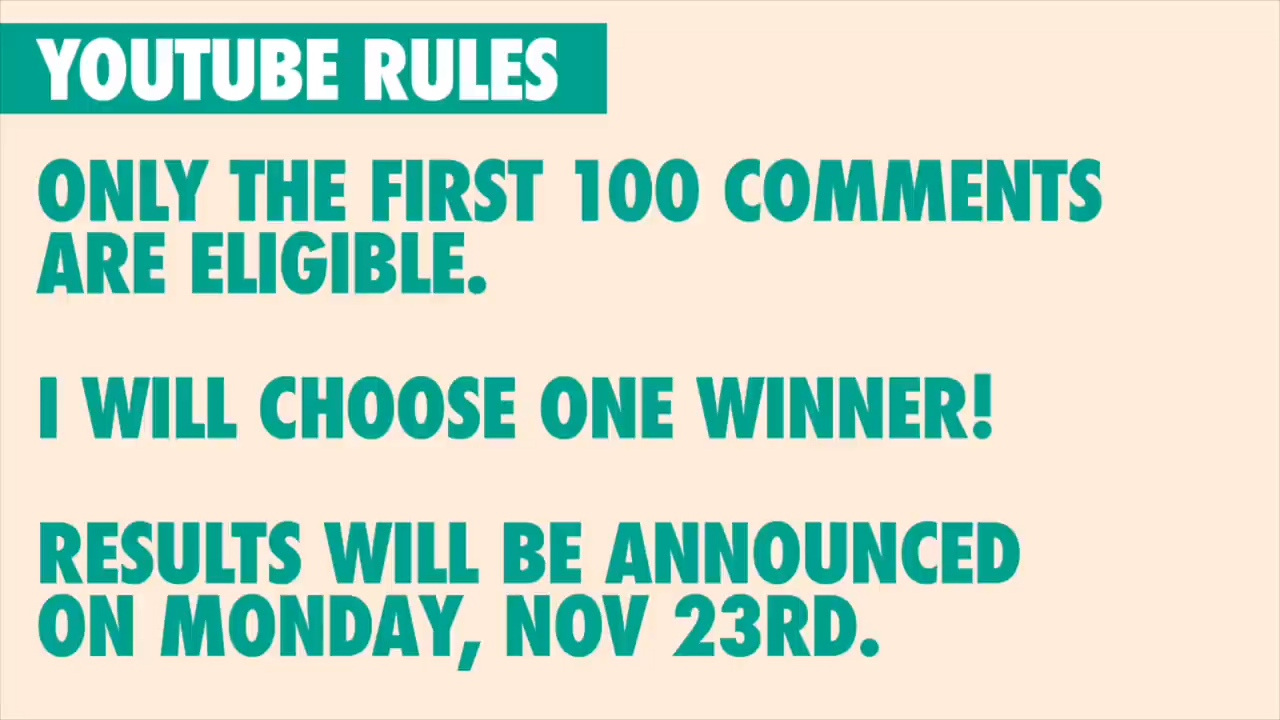 YOUTUBE RULES
ONLY THE FIRST 100 COMMENTS
ARE ELIGIBLE.
I WILL CHOOSE ONE WINNER!
RESULTS WILL BE ANNOUNCED
ON MONDAY, NOV 23RD.